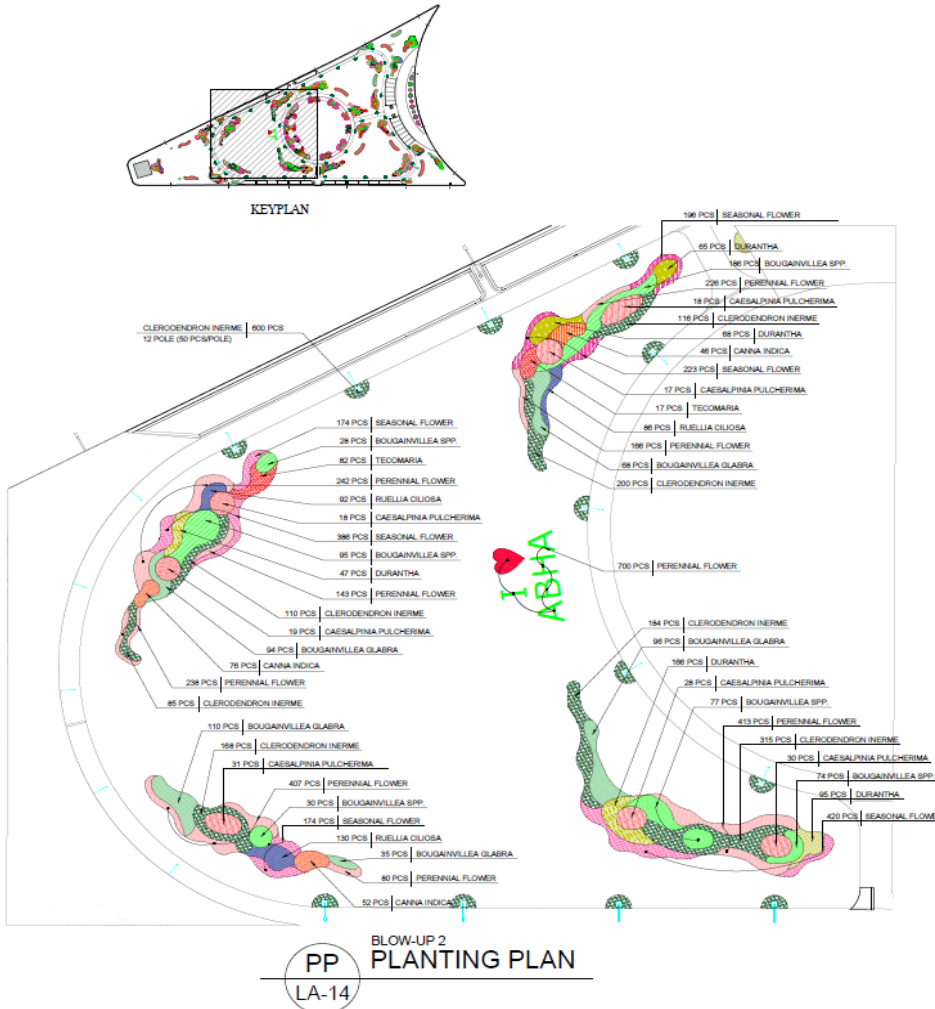 KEYPLAN
196 PCS | SEASONAL FLOWER
65 PCS | DURANTHA
186 PCS | BOUGAINVILLEA SPP.
226 PCS | PERENNIAL FLOWER
18 PCS | CAESALPINIA PULCHERIMA
116 PCS | CLERODENDRON INERME
68 PCS | DURANTHA
46 PCS | CANNA INDICA
223 PCS | SEASONAL FLOWER
17 PCS | CAESALPINIA PULCHERIMA
17 PCS | TECOMARIA
86 PCS | RUELLIA CILIOSA
166 PCS | PERENNIAL FLOWER
68 PCS | BOUGAINVILLEA GLABRA
200 PCS | CLERODENDRON INERME
CLERODENDRON INERME | 600 PCS
12 POLE (50 PCS/POLE)
174 PCS | SEASONAL FLOWER
28 PCS | BOUGAINVILLEA SPP.
82 PCS | TECOMARIA
242 PCS | PERENNIAL FLOWER
92 PCS | RUELLIA CILIOSA
18 PCS | CAESALPINIA PULCHERIMA
386 PCS | SEASONAL FLOWER
95 PCS | BOUGAINVILLEA SPP.
47 PCS | DURANTHA
143 PCS | PERENNIAL FLOWER
110 PCS | CLERODENDRON INERME
19 PCS | CAESALPINIA PULCHERIMA
94 PCS | BOUGAINVILLEA GLABRA
76 PCS | CANNA INDICA
238 PCS | PERENNIAL FLOWER
85 PCS | CLERODENDRON INERME
I
ABHA
700 PCS | PERENNIAL FLOWER
110 PCS | BOUGAINVILLEA GLABRA
168 PCS | CLERODENDRON INERME
31 PCS | CAESALPINIA PULCHERIMA
407 PCS | PERENNIAL FLOWER
30 PCS | BOUGAINVILLEA SPP.
174 PCS | SEASONAL FLOWER
130 PCS | RUELLIA CILIOSA
35 PCS | BOUGAINVILLEA GLABRA
80 PCS | PERENNIAL FLOWER
52 PCS | CANNA INDICA
184 PCS | CLERODENDRON INERME
96 PCS | BOUGAINVILLEA GLABRA
166 PCS | DURANTHA
28 PCS | CAESALPINIA PULCHERIMA
77 PCS | BOUGAINVILLEA SPP.
413 PCS | PERENNIAL FLOWER
315 PCS | CLERODENDRON INERME
30 PCS | CAESALPINIA PULCHERIMA
74 PCS | BOUGAINVILLEA SPP.
95 PCS | DURANTHA
420 PCS | SEASONAL FLOWE
BLOW-UP 2
PLANTING PLAN
PP
LA-14